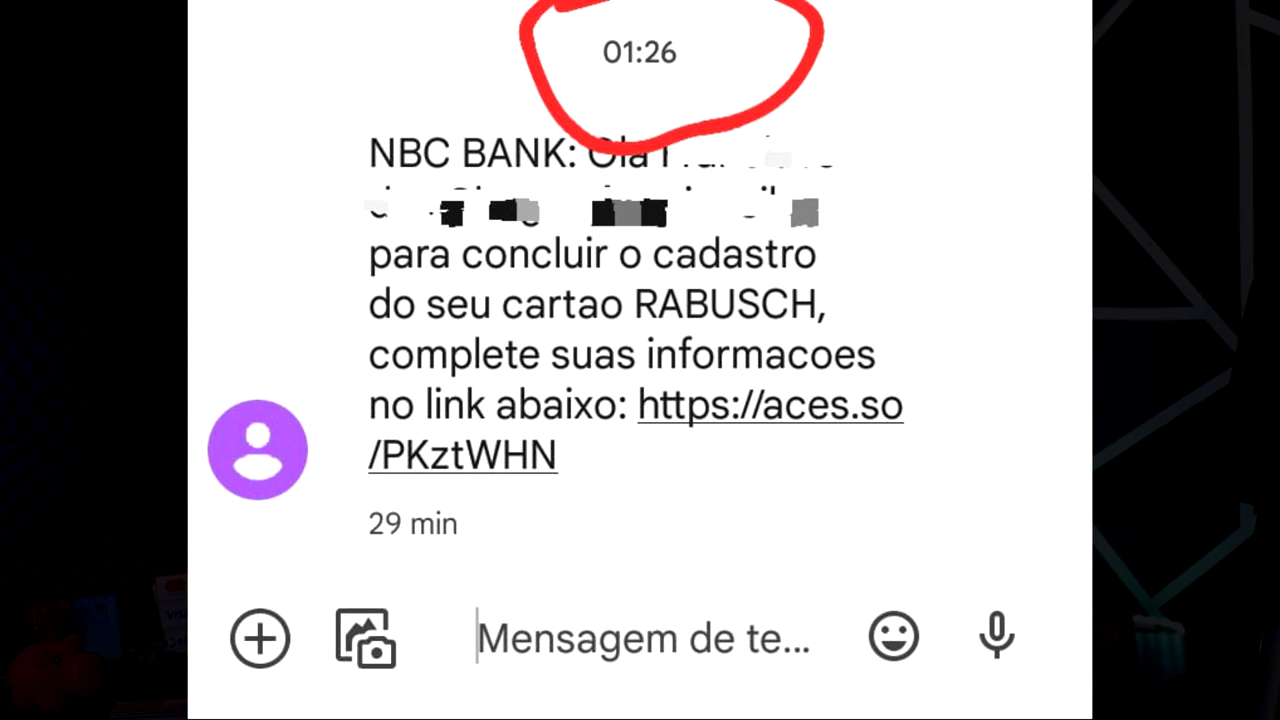 01:26
NBC BANK: Ola
para concluir o cadastro
do seu cartao RABUSCH,
complete suas informacoes
no link abaixo: https://aces.so
/PKztWHN
29 min
Mensagem de te...